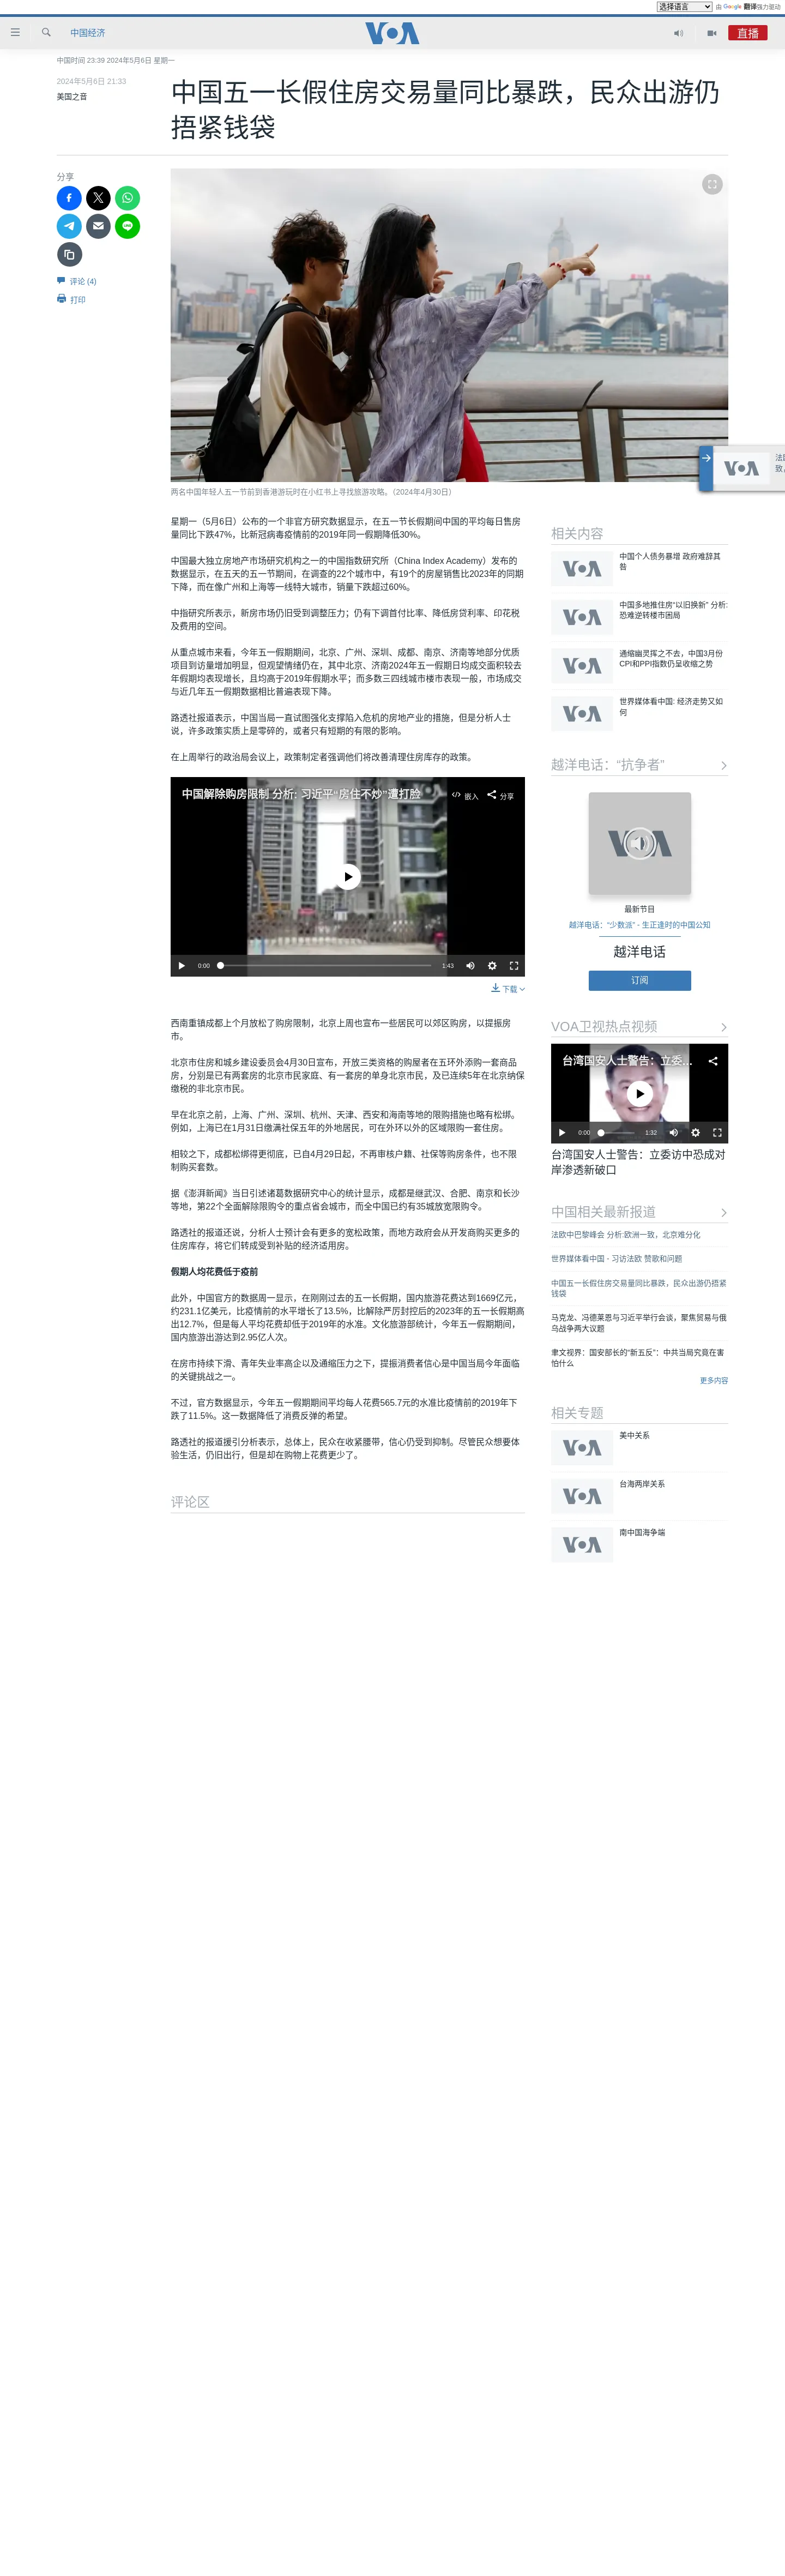 选择语言 由 Google 翻译强力驱动
中国经济
VOA
直播
中国时间 23:39 2024年5月6日 星期一
2024年5月6日 21:33
美国之音
中国五一长假住房交易量同比暴跌，民众出游仍
捂紧钱袋
分享
评论 (4)
打印
两名中国年轻人五一节前到香港游玩时在小红书上寻找旅游攻略。（2024年4月30日）
星期一（5月6日）公布的一个非官方研究数据显示，在五一节长假期间中国的平均每日售房
量同比下跌47%，比新冠病毒疫情前的2019年同一假期降低30%。
中国最大独立房地产市场研究机构之一的中国指数研究所（China Index Academy）发布的
数据显示，在五天的五一节期间，在调查的22个城市中，有19个的房屋销售比2023年的同期
下降，而在像广州和上海等一线特大城市，销量下跌超过60%。
中指研究所表示，新房市场仍旧受到调整压力；仍有下调首付比率、降低房贷利率、印花税
及费用的空间。
从重点城市来看，今年五一假期期间，北京、广州、深圳、成都、南京、济南等地部分优质
项目到访量增加明显，但观望情绪仍在，其中北京、济南2024年五一假期日均成交面积较去
年假期均表现增长，且均高于2019年假期水平；而多数三四线城市楼市表现一般，市场成交
与近几年五一假期数据相比普遍表现下降。
路透社报道表示，中国当局一直试图强化支撑陷入危机的房地产业的措施，但是分析人士
说，许多政策实质上是零碎的，或者只有短期的有限的影响。
在上周举行的政治局会议上，政策制定者强调他们将改善清理住房库存的政策。
中国解除购房限制 分析: 习近平“房住不炒”遭打脸
嵌入 分享
0:00 1:43
下载
西南重镇成都上个月放松了购房限制，北京上周也宣布一些居民可以郊区购房，以提振房
市。
北京市住房和城乡建设委员会4月30日宣布，开放三类资格的购屋者在五环外添购一套商品
房，分别是已有两套房的北京市民家庭、有一套房的单身北京市民，及已连续5年在北京纳保
缴税的非北京市民。
早在北京之前，上海、广州、深圳、杭州、天津、西安和海南等地的限购措施也略有松绑。
例如，上海已在1月31日缴满社保五年的外地居民，可在外环以外的区域限购一套住房。
相较之下，成都松绑得更彻底，已自4月29日起，不再审核户籍、社保等购房条件，也不限
制购买套数。
据《澎湃新闻》当日引述诸葛数据研究中心的统计显示，成都是继武汉、合肥、南京和长沙
等地，第22个全面解除限购令的重点省会城市，而全中国已约有35城放宽限购令。
路透社的报道还说，分析人士预计会有更多的宽松政策，而地方政府会从开发商购买更多的
住房库存，将它们转成受到补贴的经济适用房。
假期人均花费低于疫前
此外，中国官方的数据周一显示，在刚刚过去的五一长假期，国内旅游花费达到1669亿元，
约231.1亿美元，比疫情前的水平增长了13.5%，比解除严厉封控后的2023年的五一长假期高
出12.7%，但是每人平均花费却低于2019年的水准。文化旅游部统计，今年五一假期期间，
国内旅游出游达到2.95亿人次。
在房市持续下滑、青年失业率高企以及通缩压力之下，提振消费者信心是中国当局今年面临
的关键挑战之一。
不过，官方数据显示，今年五一假期期间平均每人花费565.7元的水准比疫情前的2019年下
跌了11.5%。这一数据降低了消费反弹的希望。
路透社的报道援引分析表示，总体上，民众在收紧腰带，信心仍受到抑制。尽管民众想要体
验生活，仍旧出行，但是却在购物上花费更少了。
评论区
VOA
法
致
相关内容
VOA
中国个人债务暴增 政府难辞其
咎
VOA
中国多地推住房“以旧换新” 分析:
恐难逆转楼市困局
VOA
通缩幽灵挥之不去，中国3月份
CPI和PPI指数仍呈收缩之势
VOA
世界媒体看中国: 经济走势又如
何
越洋电话：“抗争者”
VOA
最新节目
越洋电话：“少数派” - 生正逢时的中国公知
越洋电话
订阅
VOA卫视热点视频
台湾国安人士警告：立委...
0:00 1:32
台湾国安人士警告：立委访中恐成对
岸渗透新破口
中国相关最新报道
法欧中巴黎峰会 分析:欧洲一致，北京难分化
世界媒体看中国 - 习访法欧 赞歌和问题
中国五一长假住房交易量同比暴跌，民众出游仍捂紧
钱袋
马克龙、冯德莱恩与习近平举行会谈，聚焦贸易与俄
乌战争两大议题
聿文视界：国安部长的“新五反”：中共当局究竟在害
怕什么
更多内容
相关专题
VOA
美中关系
VOA
台海两岸关系
VOA
南中国海争端